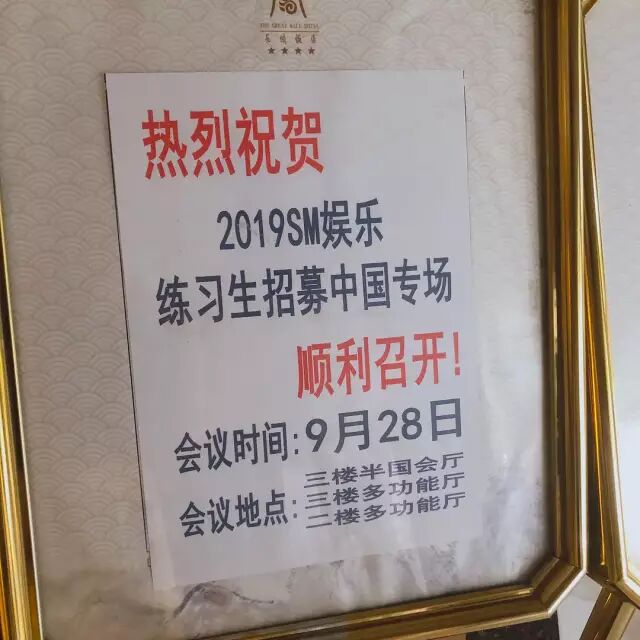 热烈祝贺
2019SM娱乐
练习生招募中国专场
顺利召开!
会议时间:9月28日
会议地点:三楼半国会厅
三楼多功能厅
二楼多功能厅